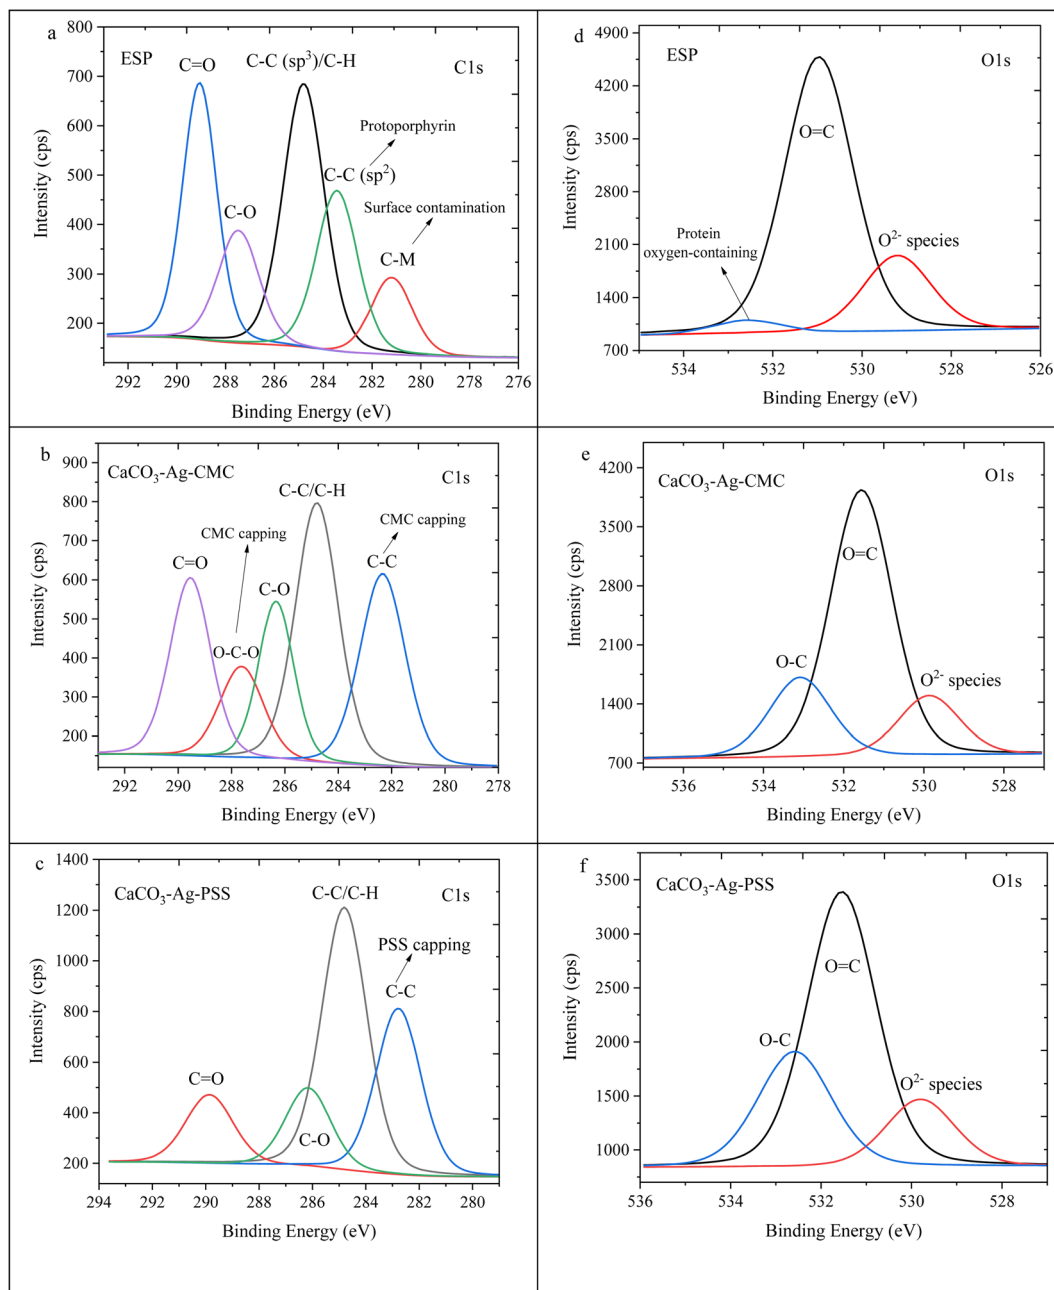 a
ESP
C=O
C-C (sp³)/C-H
C1s
Protoporphyrin
C-C (sp²)
Surface contamination
C-O
C-M
800
700
600
500
400
300
200
Intensity (cps)
292 290 288 286 284 282 280 278 276
Binding Energy (eV)
d
ESP
O1s
O=C
Protein
oxygen-containing
O²⁻ species
4900
4200
3500
2800
2100
1400
700
Intensity (cps)
534 532 530 528 526
Binding Energy (eV)
b
CaCO₃-Ag-CMC
C1s
C-C/C-H
CMC capping
CMC capping
C=O
C-C
C-O
O-C-O
900
800
700
600
500
400
300
200
Intensity (cps)
292 290 288 286 284 282 280 278
Binding Energy (eV)
e
CaCO₃-Ag-CMC
O1s
O=C
O-C
O²⁻ species
4200
3500
2800
2100
1400
700
Intensity (cps)
536 534 532 530 528
Binding Energy (eV)
c
CaCO₃-Ag-PSS
C-C/C-H
C1s
PSS capping
C-C
C=O
C-O
1400
1200
1000
800
600
400
200
Intensity (cps)
294 292 290 288 286 284 282 280
Binding Energy (eV)
f
CaCO₃-Ag-PSS
O1s
O=C
O-C
O²⁻ species
3500
3000
2500
2000
1500
1000
Intensity (cps)
536 534 532 530 528
Binding Energy (eV)